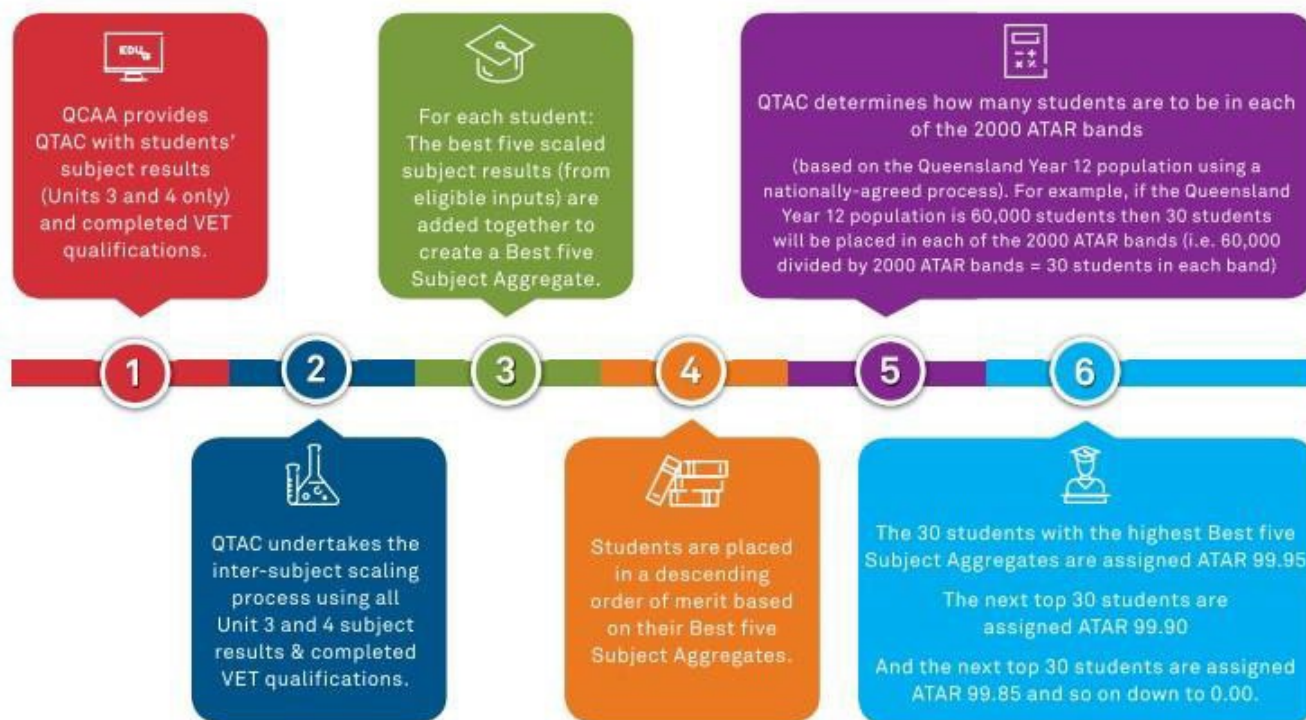 EDU
QCAA provides
QTAC with students'
subject results
(Units 3 and 4 only)
and completed VET
qualifications.
For each student:
The best five scaled
subject results (from
eligible inputs) are
added together to
create a Best five
Subject Aggregate.
QTAC determines how many students are to be in each
of the 2000 ATAR bands
(based on the Queensland Year 12 population using a
nationally-agreed process). For example, if the Queensland
Year 12 population is 60,000 students then 30 students
will be placed in each of the 2000 ATAR bands (i.e. 60,000
divided by 2000 ATAR bands = 30 students in each band)
1
2
3
4
5
6
QTAC undertakes the
inter-subject scaling
process using all
Unit 3 and 4 subject
results & completed
VET qualifications.
Students are placed
in a descending
order of merit based
on their Best five
Subject Aggregates.
The 30 students with the highest Best five
Subject Aggregates are assigned ATAR 99.95
The next top 30 students are
assigned ATAR 99.90
And the next top 30 students are assigned
ATAR 99.85 and so on down to 0.00.